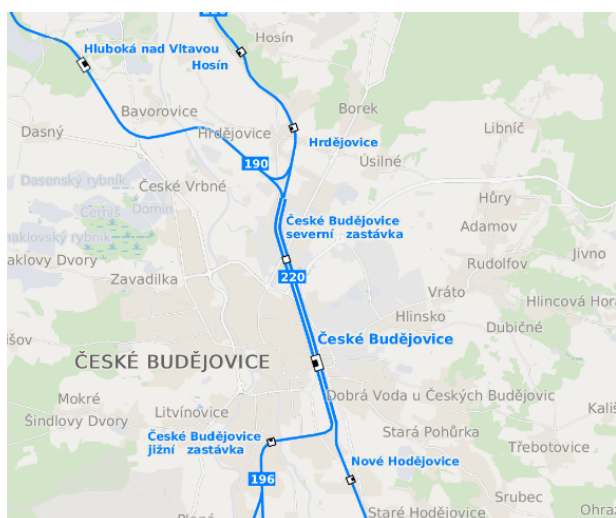 Hosín
Hluboká nad Vltavou
Hosín
Bavorovice
Borek
Dasný
Hrdějovice
Hrdějovice
Libníč
Úsilné
190
Dasenský rybník
České Vrbné
Hůry
Černiš
Domin
České Budějovice
severní zastávka
Adamov
naklovský rybník
Jivno
aklovy Dvory
Rudolfov
Zavadilka
220
Vráto
Hlincová Hora
Hlinsko
Dubičné
išov
České Budějovice
ČESKÉ BUDĚJOVICE
Mokré
Dobrá Voda u Českých Budějovic
Kališ
Litvínovice
Šindlovy Dvory
České Budějovice
jižní zastávka
Stará Pohůrka
Třebotovice
Nové Hodějovice
196
Srubec
Staré Hodějovice
Ohraz